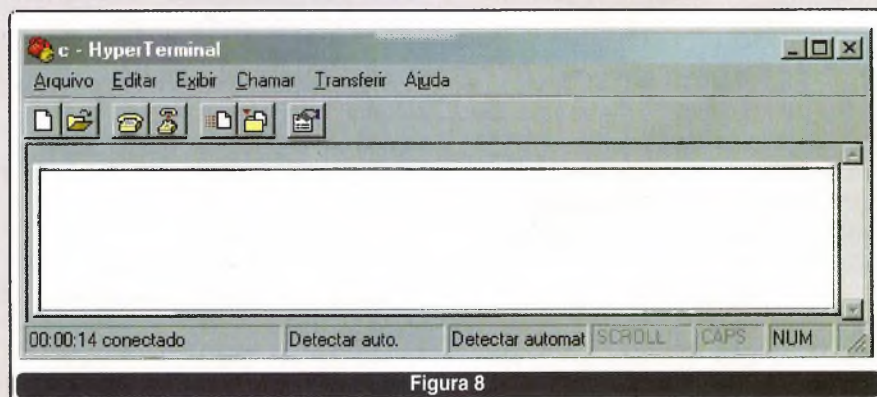 c - HyperTerminal
Arquivo Editar Exibir Chamar Transferir Ajuda
00:00:14 conectado Detectar auto. Detectar automat SCROLL CAPS NUM
Figura 8